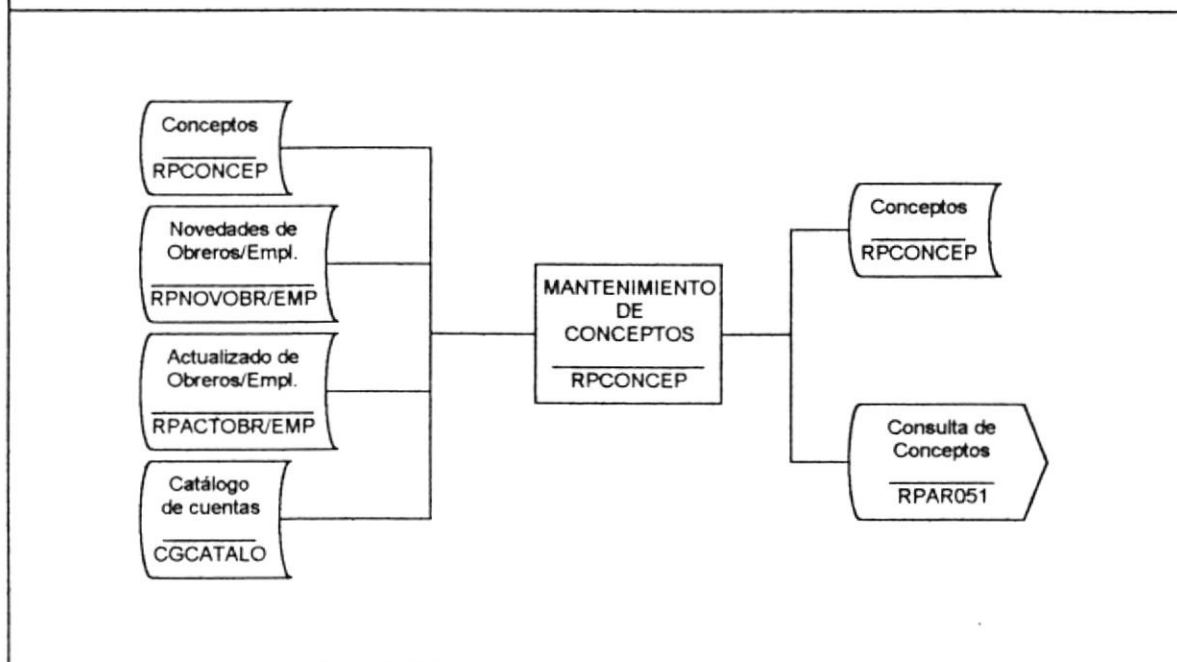 Conceptos
RPCONCEP
Novedades de
Obreros/Empl.
RPNOVOBR/EMP
Actualizado de
Obreros/Empl.
RPACTOBR/EMP
Catálogo
de cuentas
CGCATALO
MANTENIMIENTO
DE
CONCEPTOS
RPCONCEP
Conceptos
RPCONCEP
Consulta de
Conceptos
RPAR051